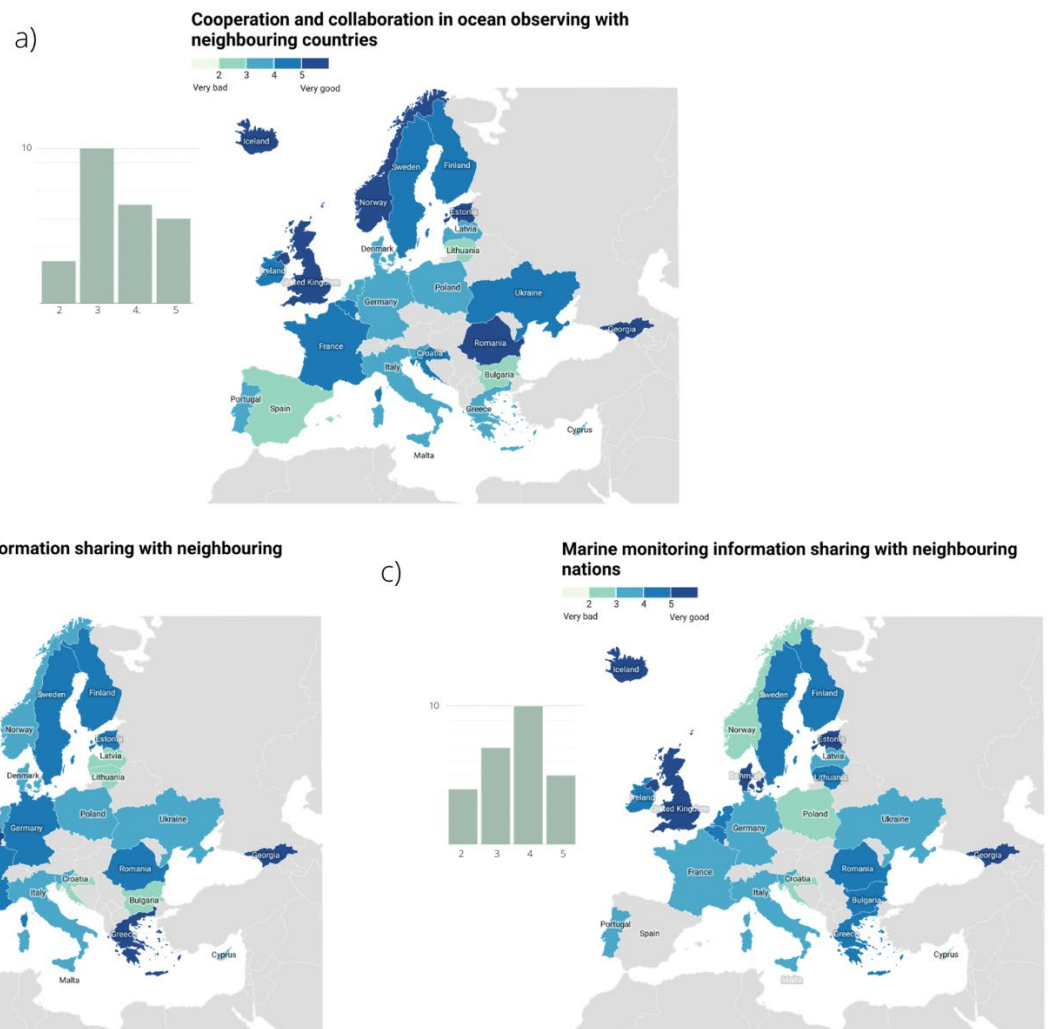 a)
Cooperation and collaboration in ocean observing with
neighbouring countries
2 3 4 5
Very bad Very good
10
2 3 4. 5
Iceland
Sweden
Finland
Norway
Estonia
Latvia
Denmark
Lithuania
Ireland
United Kingdom
Poland
Germany
Ukraine
Georgia
France
Romania
Croatia
Italy
Bulgaria
Portugal
Spain
Greece
Cyprus
Malta
ormation sharing with neighbouring
Sweden
Finland
Norway
Estonia
Latvia
Denmark
Lithuania
Poland
Ukraine
Germany
Georgia
Romania
Croatia
Italy
Bulgaria
Greece
Cyprus
Malta
c)
Marine monitoring information sharing with neighbouring
nations
2 3 4 5
Very bad Very good
10
2 3 4 5
Iceland
Sweden
Finland
Norway
Estonia
Latvia
Denmark
Lithuania
Ireland
United Kingdom
Poland
Ukraine
Germany
Georgia
France
Romania
Croatia
Italy
Bulgaria
Portugal
Spain
Greece
Cyprus
Malta